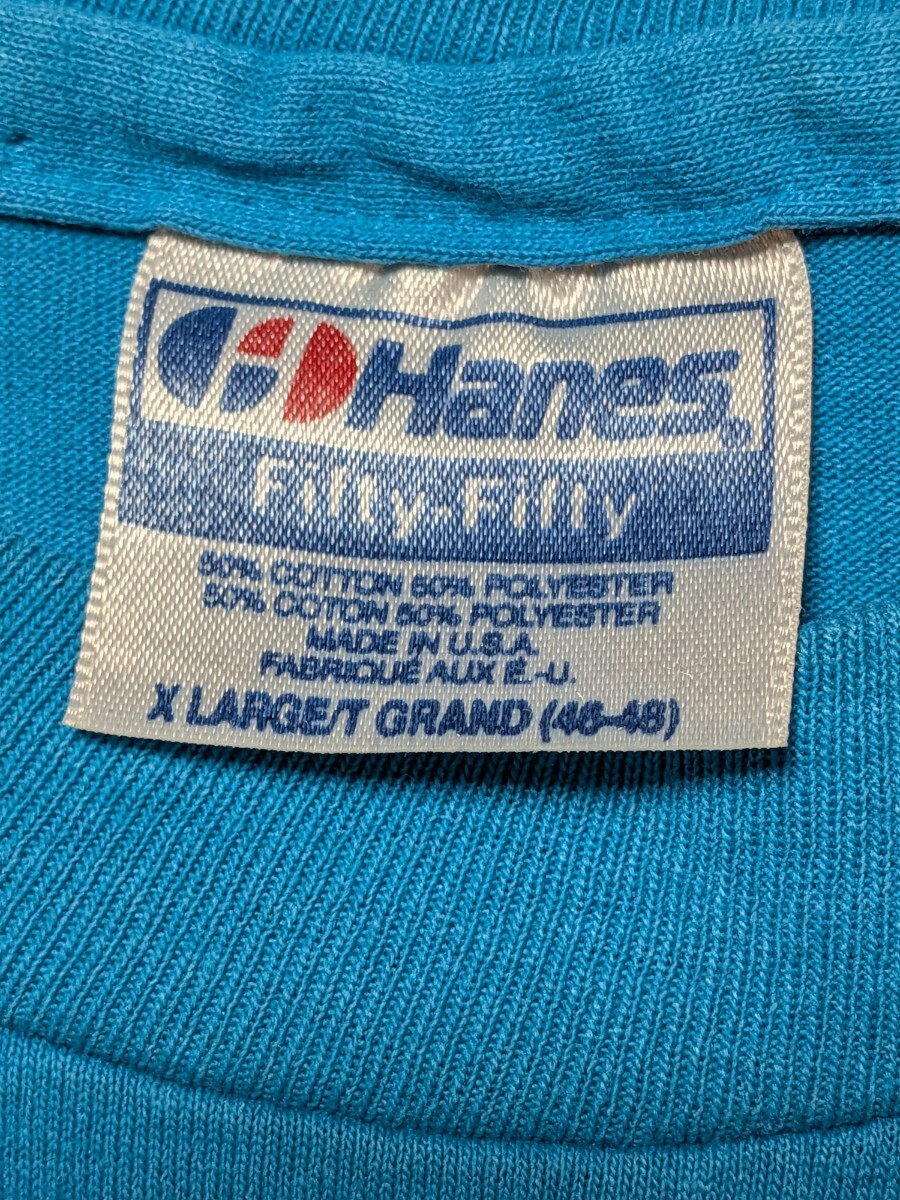 Hanes®
Fifty-Fifty
50% COTTON 50% POLYESTER
50% COTON 50% POLYESTER
MADE IN U.S.A.
FABRIQUÉ AUX É.-U.
X LARGE/T GRAND (46-48)